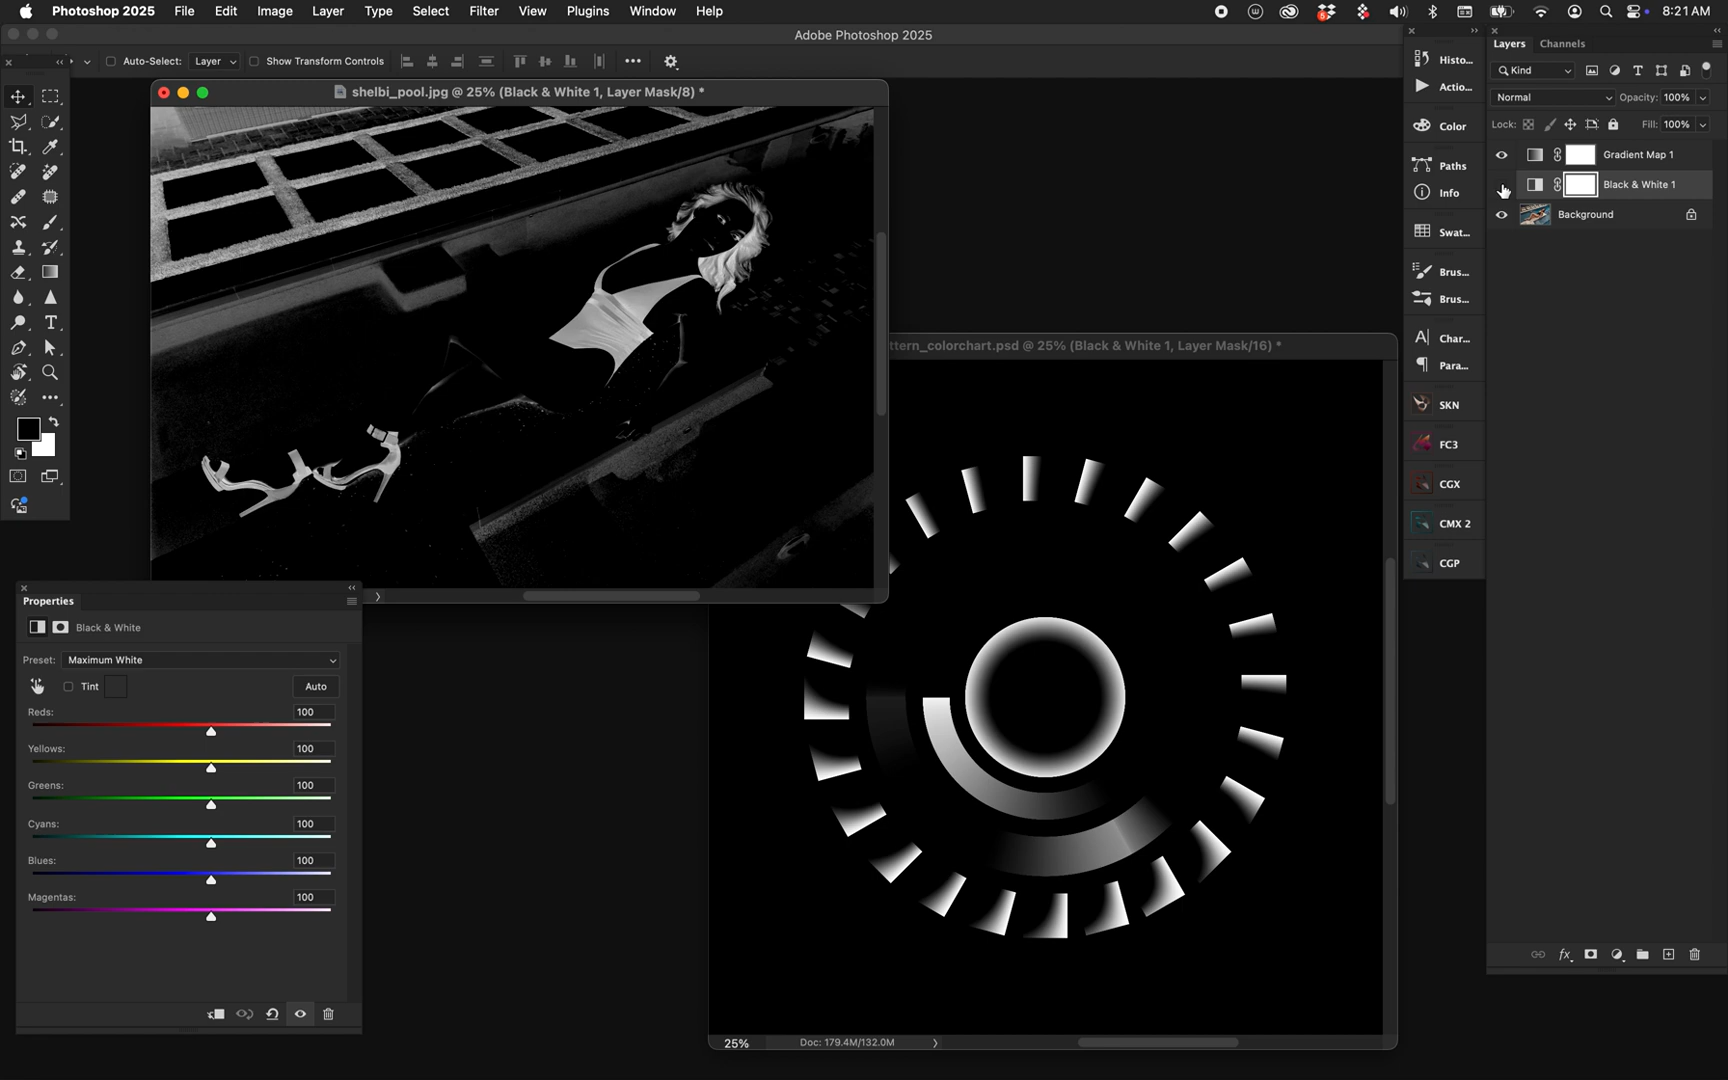 Photoshop 2025 File Edit Image Layer Type Select Filter View Plugins Window Help 8:21 AM
Adobe Photoshop 2025
Auto-Select: Layer Show Transform Controls
shelbi_pool.jpg @ 25% (Black & White 1, Layer Mask/8) *
ttern_colorchart.psd @ 25% (Black & White 1, Layer Mask/16) *
25% Doc: 179.4M/132.0M
Properties
Black & White
Preset: Maximum White
Tint Auto
Reds: 100
Yellows: 100
Greens: 100
Cyans: 100
Blues: 100
Magentas: 100
Histo...
Actio...
Color
Paths
Info
Swat...
Brus...
Brus...
Char...
Para...
SKN
FC3
CGX
CMX 2
CGP
Layers Channels
Kind
Normal Opacity: 100%
Lock: Fill: 100%
Gradient Map 1
Black & White 1
Background